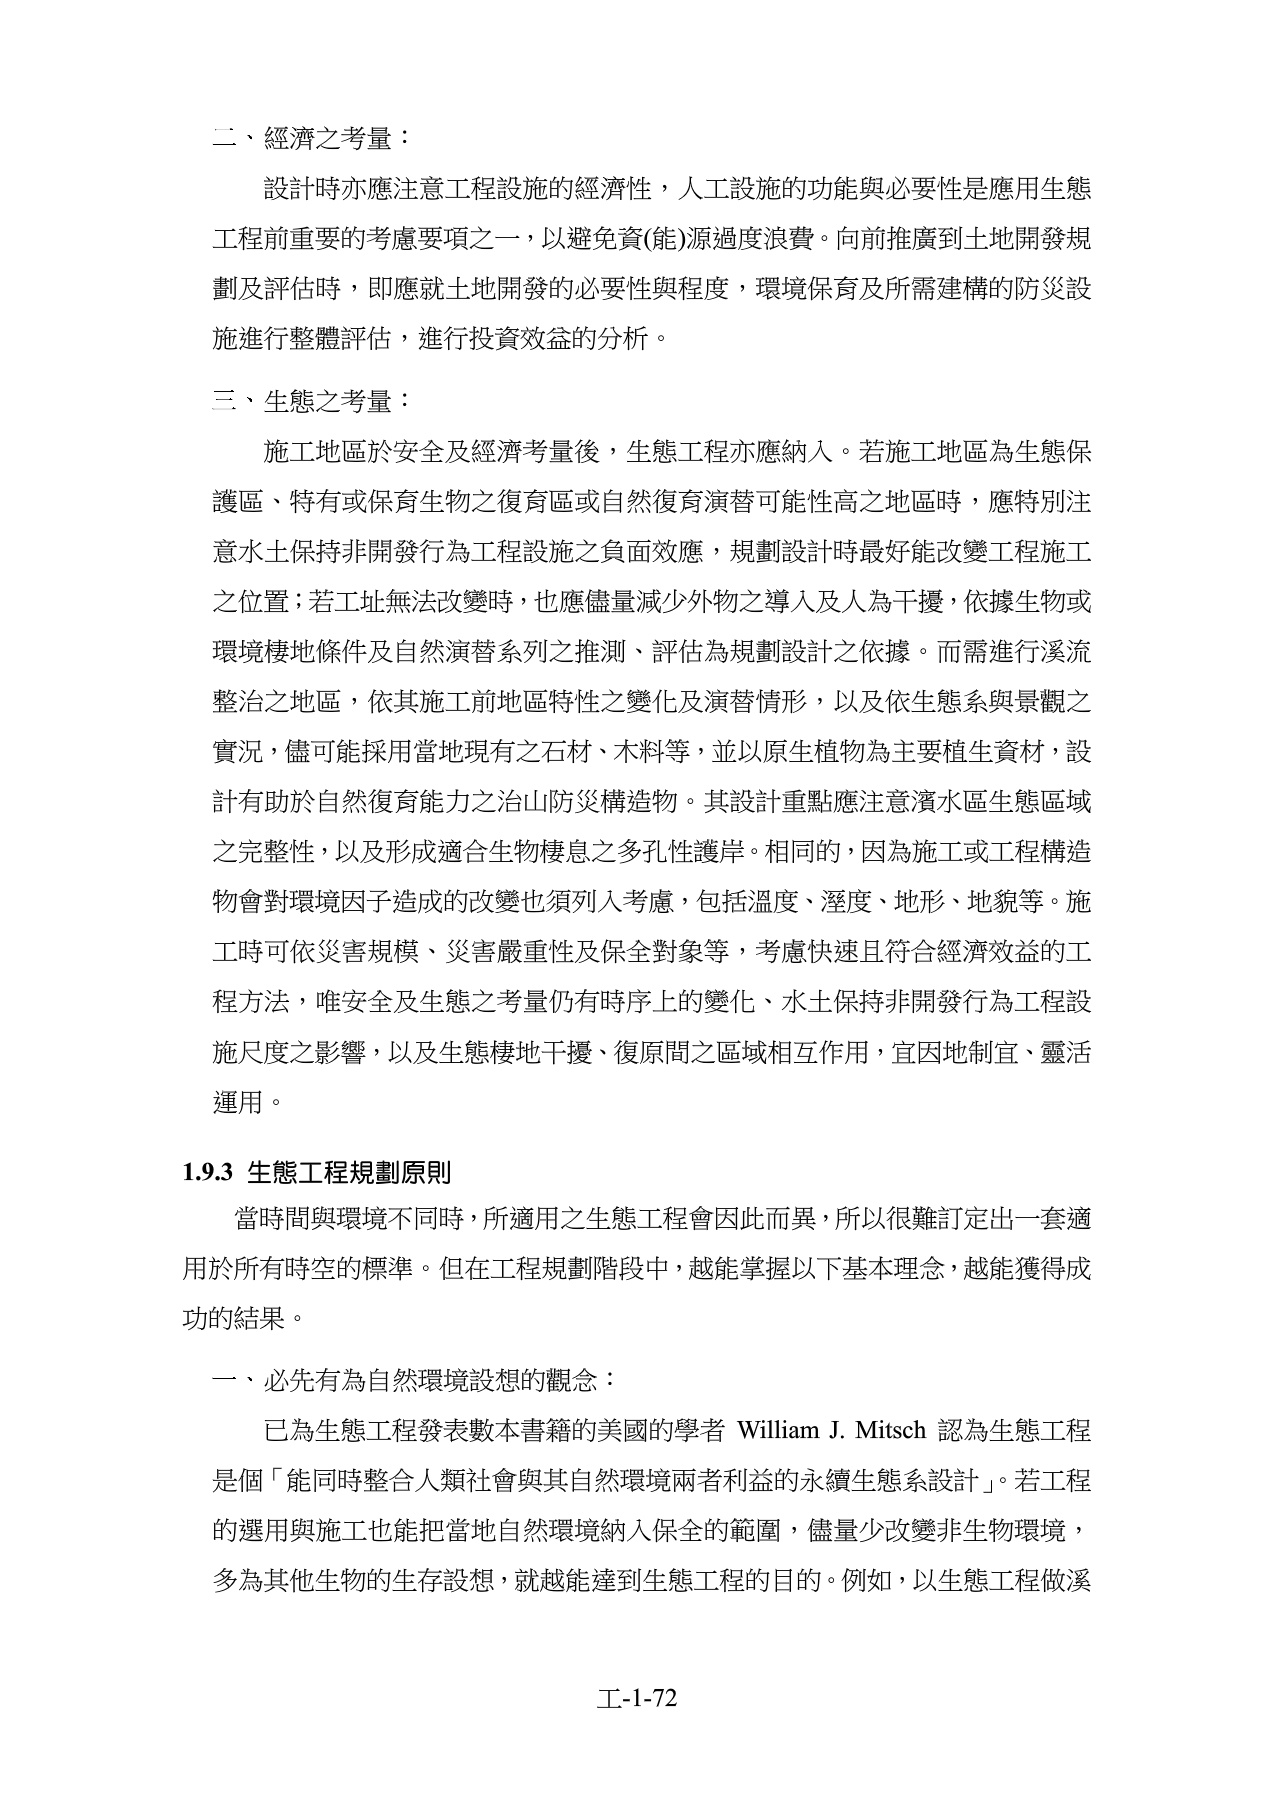 二、經濟之考量：
設計時亦應注意工程設施的經濟性，人工設施的功能與必要性是應用生態
工程前重要的考慮要項之一，以避免資(能)源過度浪費。向前推廣到土地開發規
劃及評估時，即應就土地開發的必要性與程度，環境保育及所需建構的防災設
施進行整體評估，進行投資效益的分析。
三、生態之考量：
施工地區於安全及經濟考量後，生態工程亦應納入。若施工地區為生態保
護區、特有或保育生物之復育區或自然復育演替可能性高之地區時，應特別注
意水土保持非開發行為工程設施之負面效應，規劃設計時最好能改變工程施工
之位置；若工址無法改變時，也應儘量減少外物之導入及人為干擾，依據生物或
環境棲地條件及自然演替系列之推測、評估為規劃設計之依據。而需進行溪流
整治之地區，依其施工前地區特性之變化及演替情形，以及依生態系與景觀之
實況，儘可能採用當地現有之石材、木料等，並以原生植物為主要植生資材，設
計有助於自然復育能力之治山防災構造物。其設計重點應注意濱水區生態區域
之完整性，以及形成適合生物棲息之多孔性護岸。相同的，因為施工或工程構造
物會對環境因子造成的改變也須列入考慮，包括溫度、溼度、地形、地貌等。施
工時可依災害規模、災害嚴重性及保全對象等，考慮快速且符合經濟效益的工
程方法，唯安全及生態之考量仍有時序上的變化、水土保持非開發行為工程設
施尺度之影響，以及生態棲地干擾、復原間之區域相互作用，宜因地制宜、靈活
運用。
1.9.3 生態工程規劃原則
當時間與環境不同時，所適用之生態工程會因此而異，所以很難訂定出一套適
用於所有時空的標準。但在工程規劃階段中，越能掌握以下基本理念，越能獲得成
功的結果。
一、必先有為自然環境設想的觀念：
已為生態工程發表數本書籍的美國的學者 William J. Mitsch 認為生態工程
是個「能同時整合人類社會與其自然環境兩者利益的永續生態系設計」。若工程
的選用與施工也能把當地自然環境納入保全的範圍，儘量少改變非生物環境，
多為其他生物的生存設想，就越能達到生態工程的目的。例如，以生態工程做溪
工-1-72